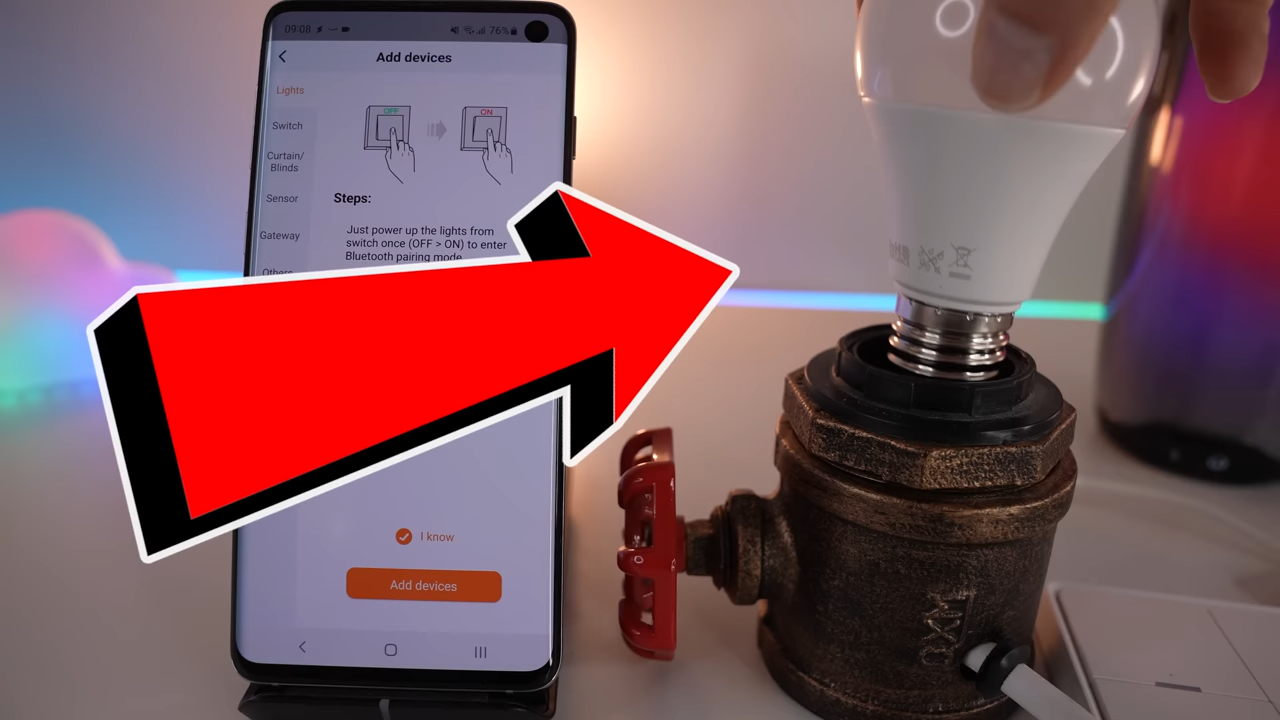 09:08
76%
Add devices
Lights
Switch
Curtain/
Blinds
Sensor
Gateway
Others
OFF
ON
Steps:
Just power up the lights from
switch once (OFF > ON) to enter
Bluetooth pairing mode
I know
Add devices